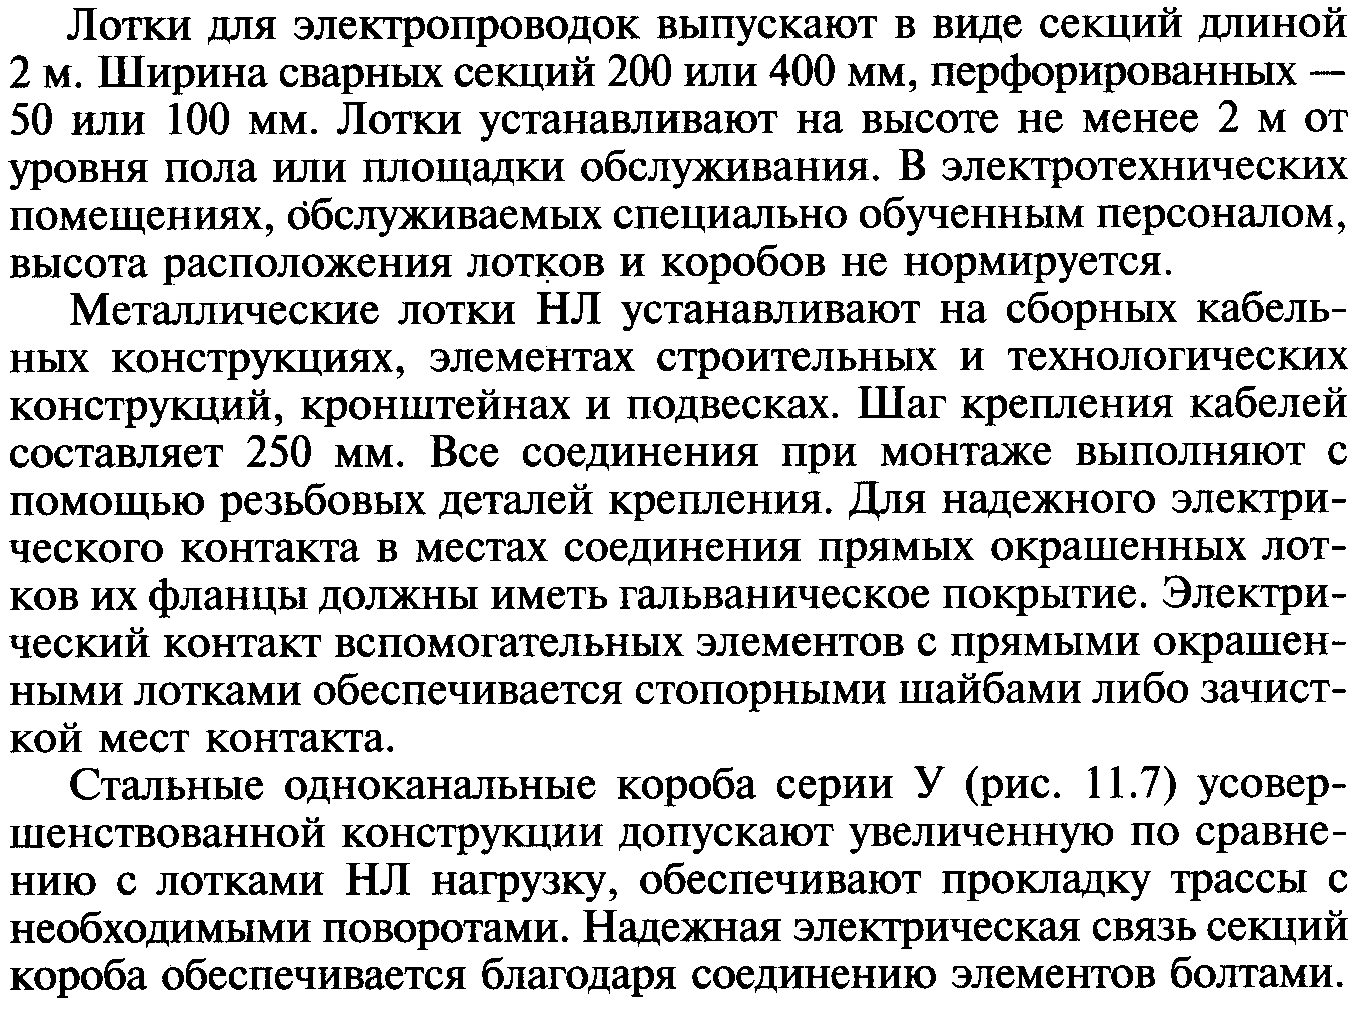 Лотки для электропроводок выпускают в виде секций длиной
2 м. Ширина сварных секций 200 или 400 мм, перфорированных —
50 или 100 мм. Лотки устанавливают на высоте не менее 2 м от
уровня пола или площадки обслуживания. В электротехнических
помещениях, обслуживаемых специально обученным персоналом,
высота расположения лотков и коробов не нормируется.
Металлические лотки НЛ устанавливают на сборных кабель-
ных конструкциях, элементах строительных и технологических
конструкций, кронштейнах и подвесках. Шаг крепления кабелей
составляет 250 мм. Все соединения при монтаже выполняют с
помощью резьбовых деталей крепления. Для надежного электри-
ческого контакта в местах соединения прямых окрашенных лот-
ков их фланцы должны иметь гальваническое покрытие. Электри-
ческий контакт вспомогательных элементов с прямыми окрашен-
ными лотками обеспечивается стопорными шайбами либо зачист-
кой мест контакта.
Стальные одноканальные короба серии У (рис. 11.7) усовер-
шенствованной конструкции допускают увеличенную по сравне-
нию с лотками НЛ нагрузку, обеспечивают прокладку трассы с
необходимыми поворотами. Надежная электрическая связь секций
короба обеспечивается благодаря соединению элементов болтами.